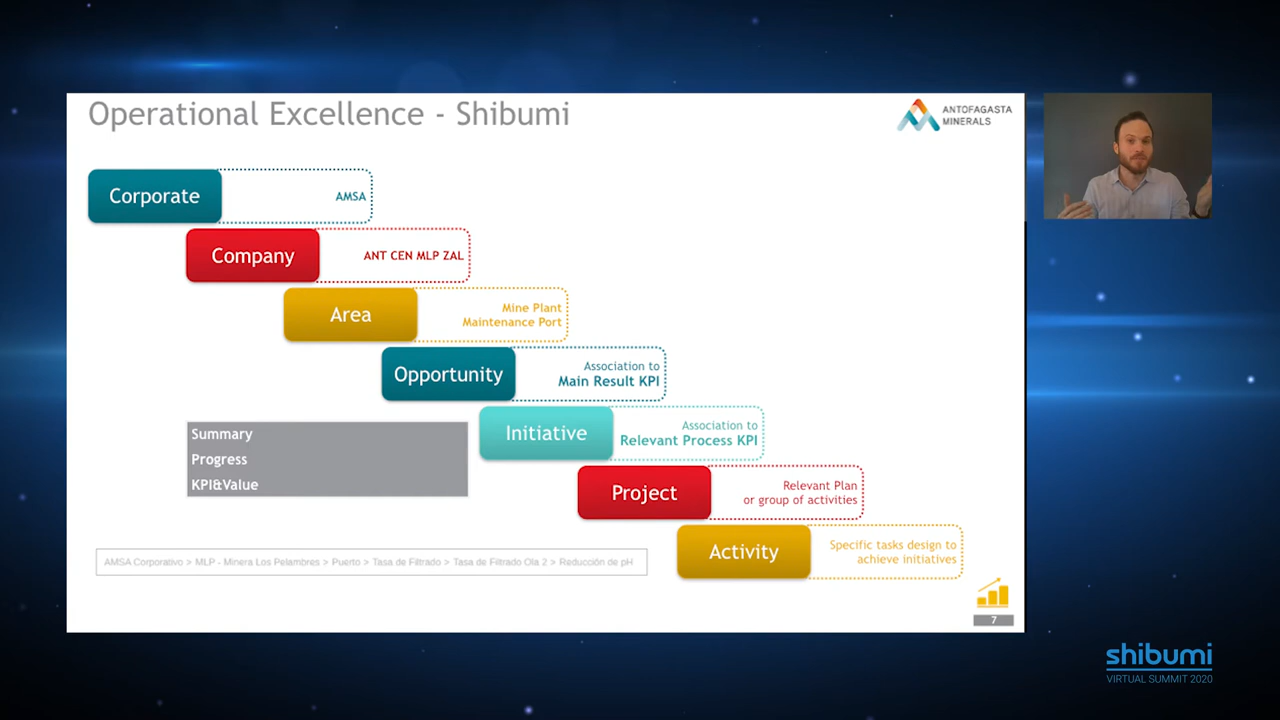 Operational Excellence - Shibumi
ANTOFAGASTA
MINERALS
Corporate
AMSA
Company
ANT CEN MLP ZAL
Area
Mine Plant
Maintenance Port
Opportunity
Association to
Main Result KPI
Initiative
Association to
Relevant Process KPI
Summary
Progress
KPI&Value
Project
Relevant Plan
or group of activities
Activity
Specific tasks design to
achieve initiatives
AMSA Corporativo > MLP - Minera Los Pelambres > Puerto > Tasa de Filtrado > Tasa de Filtrado Ola 2 > Reducción de pH
7
shibumi
VIRTUAL SUMMIT 2020